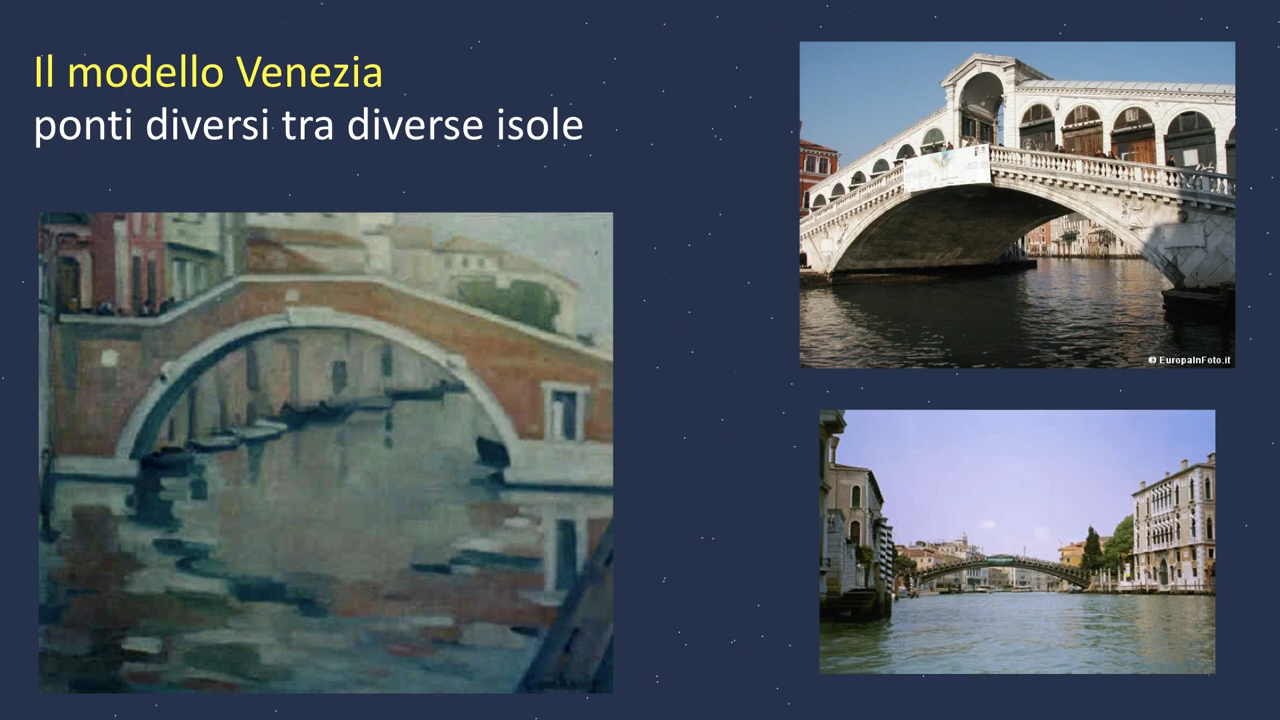 Il modello Venezia
ponti diversi tra diverse isole
© EuropaInFoto.it